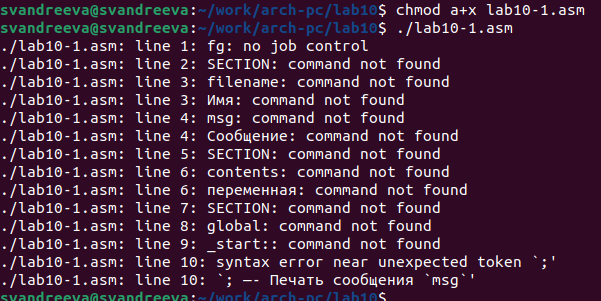 svandreeva@svandreeva:~/work/arch-pc/lab10$ chmod a+x lab10-1.asm
svandreeva@svandreeva:~/work/arch-pc/lab10$ ./lab10-1.asm
./lab10-1.asm: line 1: fg: no job control
./lab10-1.asm: line 2: SECTION: command not found
./lab10-1.asm: line 3: filename: command not found
./lab10-1.asm: line 3: Имя: command not found
./lab10-1.asm: line 4: msg: command not found
./lab10-1.asm: line 4: Сообщение: command not found
./lab10-1.asm: line 5: SECTION: command not found
./lab10-1.asm: line 6: contents: command not found
./lab10-1.asm: line 6: переменная: command not found
./lab10-1.asm: line 7: SECTION: command not found
./lab10-1.asm: line 8: global: command not found
./lab10-1.asm: line 9: _start:: command not found
./lab10-1.asm: line 10: syntax error near unexpected token `;'
./lab10-1.asm: line 10: `; —- Печать сообщения `msg`'
svandreeva@svandreeva:~/work/arch-pc/lab10$